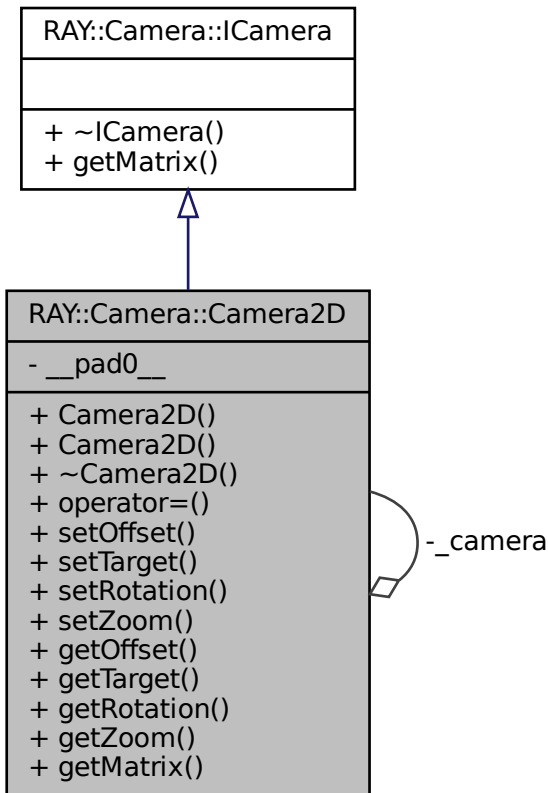 RAY::Camera::ICamera
+ ~ICamera()
+ getMatrix()
RAY::Camera::Camera2D
- __pad0__
+ Camera2D()
+ Camera2D()
+ ~Camera2D()
+ operator=()
+ setOffset()
+ setTarget()
+ setRotation()
+ setZoom()
+ getOffset()
+ getTarget()
+ getRotation()
+ getZoom()
+ getMatrix()
-_camera